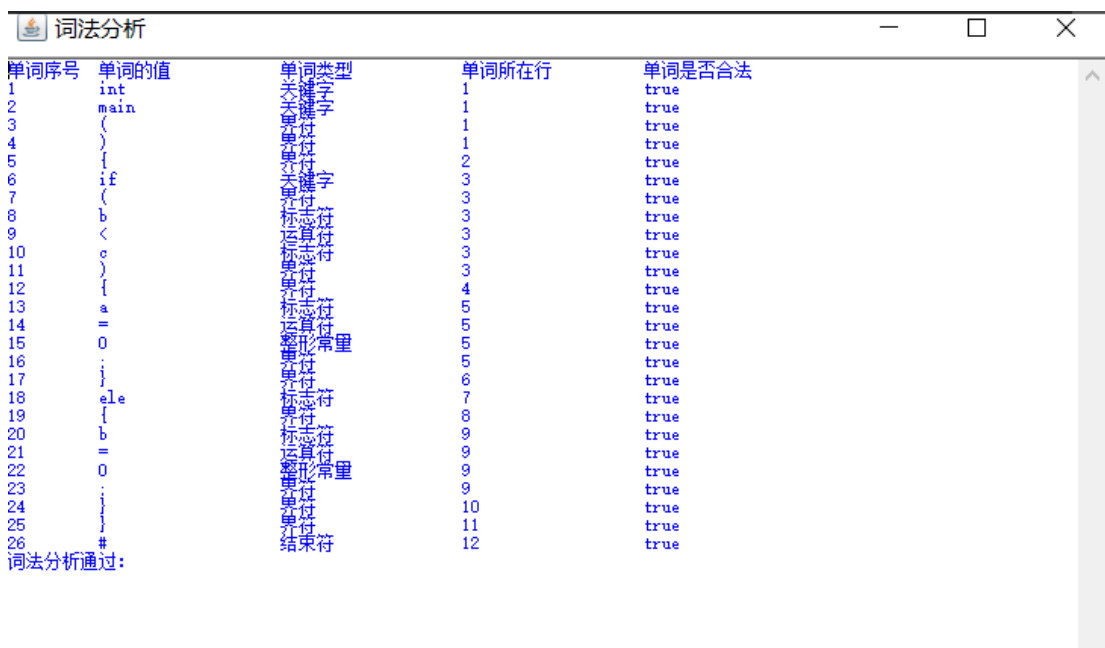 词法分析
单词序号 单词的值 单词类型 单词所在行 单词是否合法
1 int 关键字 1 true
2 main 关键字 1 true
3 ( 界符 1 true
4 ) 界符 1 true
5 { 界符 2 true
6 if 关键字 3 true
7 ( 界符 3 true
8 b 标志符 3 true
9 < 运算符 3 true
10 c 标志符 3 true
11 ) 界符 3 true
12 { 界符 4 true
13 a 标志符 5 true
14 = 运算符 5 true
15 0 整形常量 5 true
16 ; 界符 5 true
17 } 界符 6 true
18 ele 标志符 7 true
19 { 界符 8 true
20 b 标志符 9 true
21 = 运算符 9 true
22 0 整形常量 9 true
23 ; 界符 9 true
24 } 界符 10 true
25 } 界符 11 true
26 # 结束符 12 true
词法分析通过: